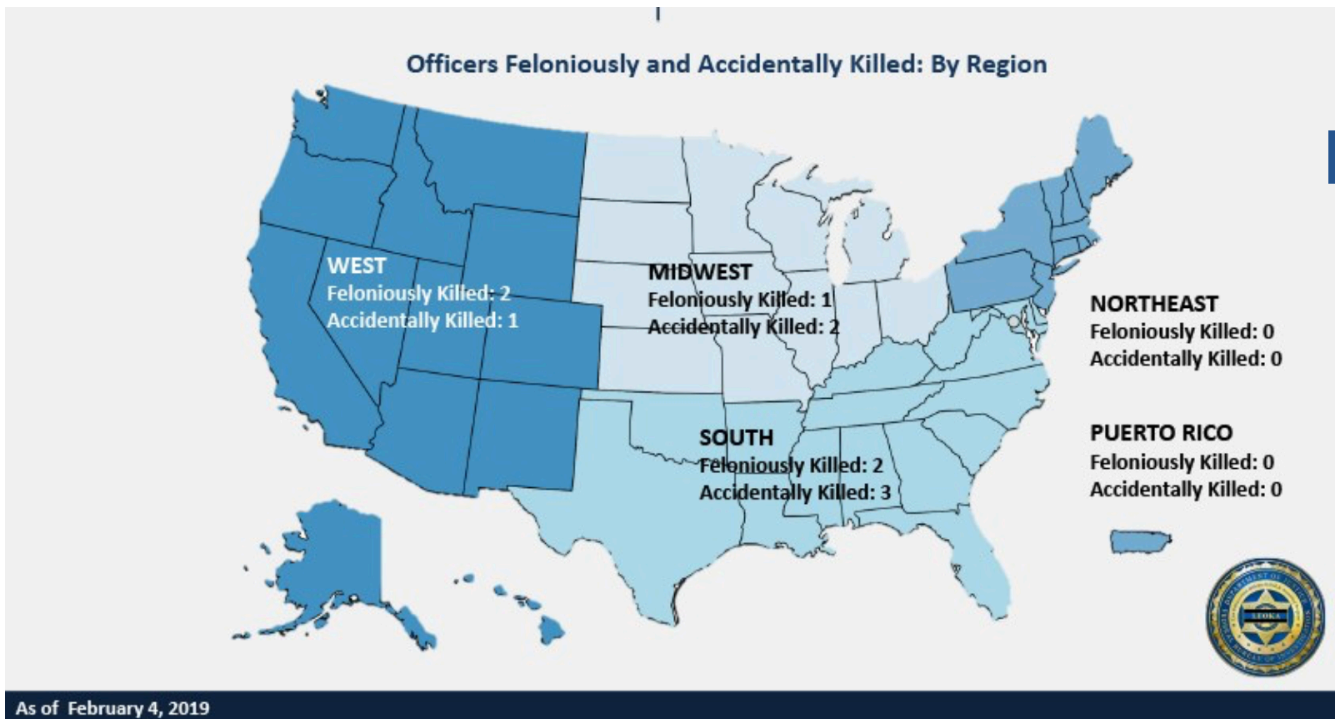 Officers Feloniously and Accidentally Killed: By Region
WEST
Feloniously Killed: 2
Accidentally Killed: 1
MIDWEST
Feloniously Killed: 1
Accidentally Killed: 2
NORTHEAST
Feloniously Killed: 0
Accidentally Killed: 0
SOUTH
Feloniously Killed: 2
Accidentally Killed: 3
PUERTO RICO
Feloniously Killed: 0
Accidentally Killed: 0
LEOKA
As of February 4, 2019